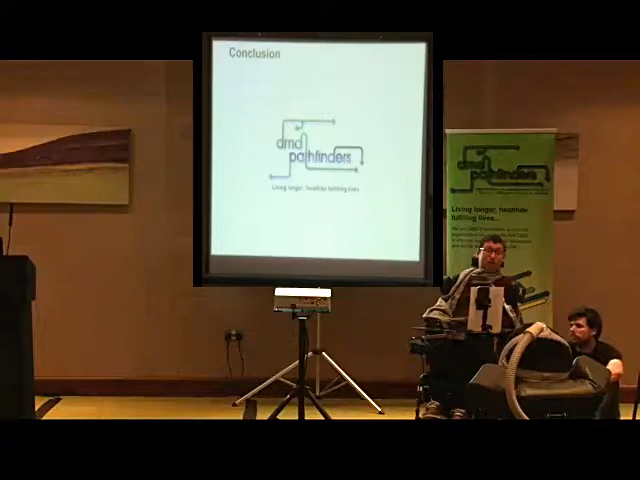 Conclusion
dmd
pathfinders
Living longer, healthier fulfilling lives
dmd
pathfinders
Living longer, healthier
fulfilling lives...